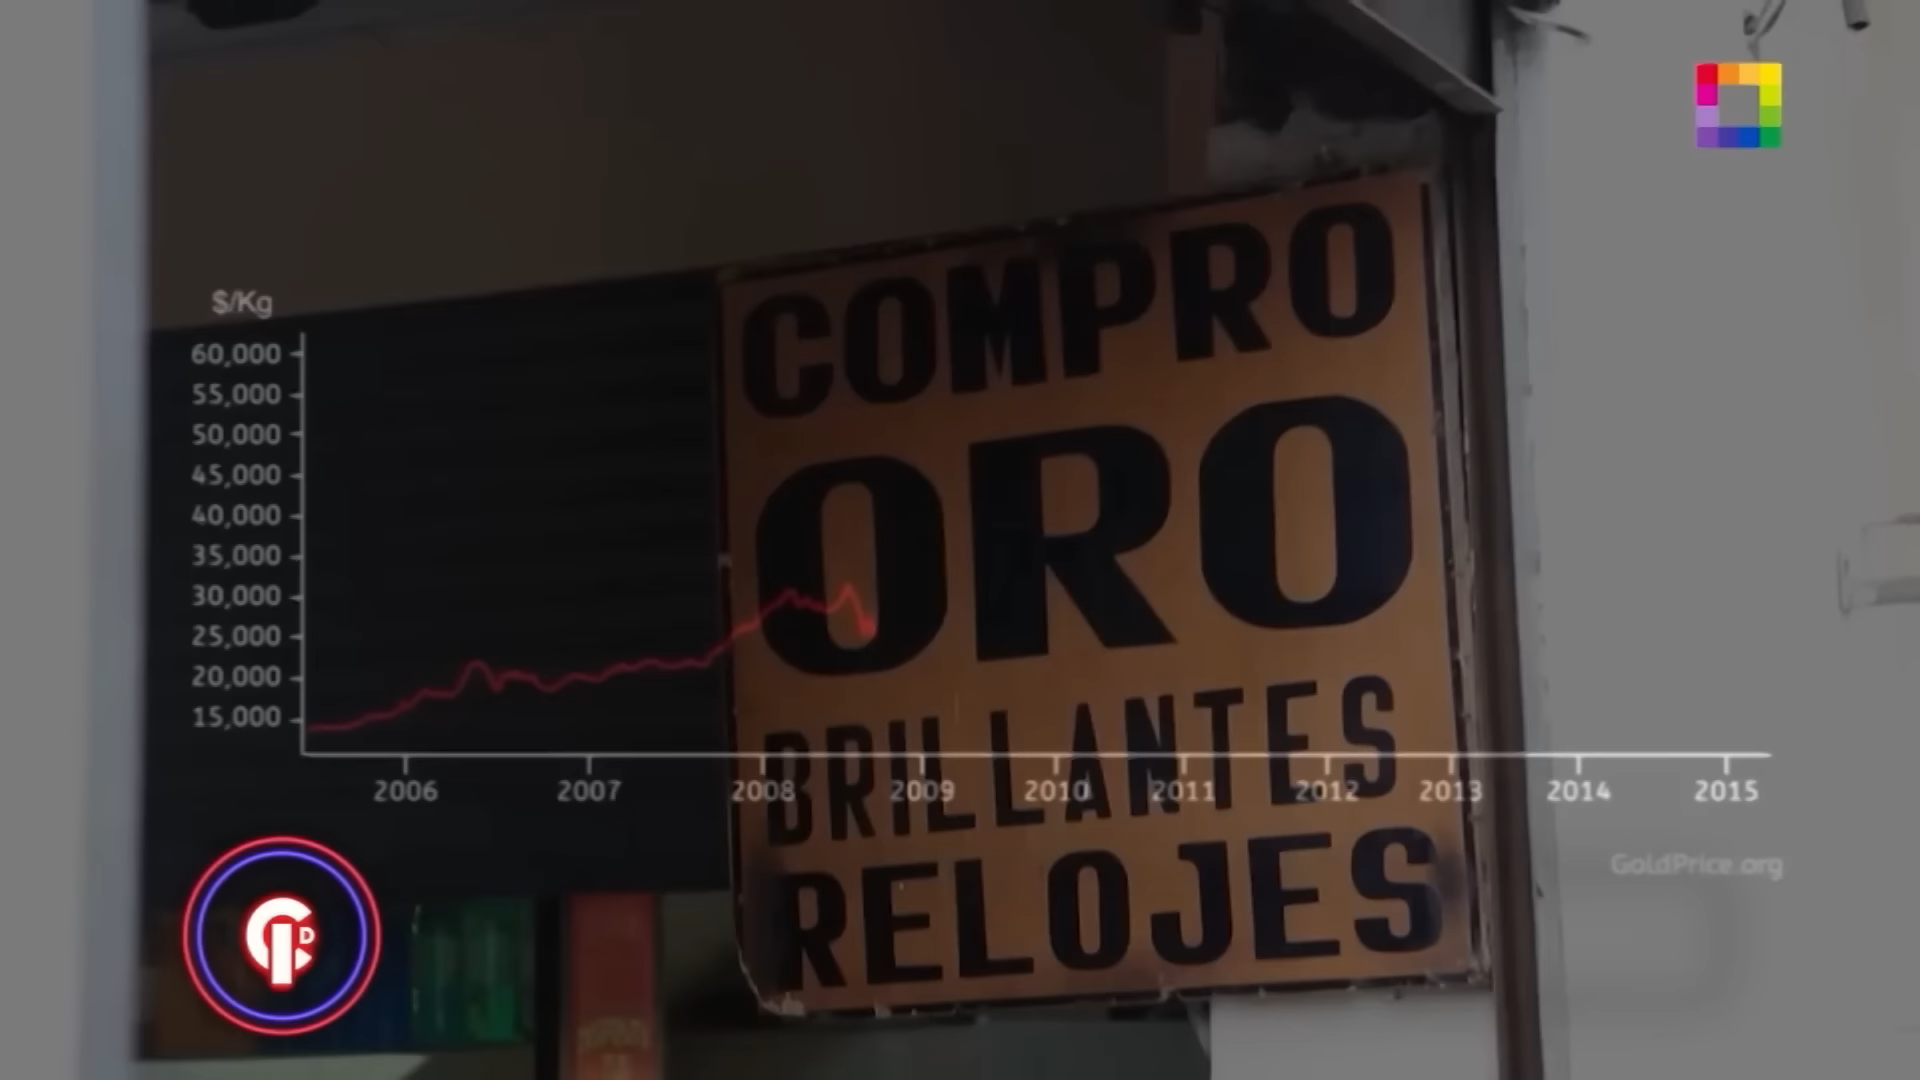 $/Kg
60,000
55,000
50,000
45,000
40,000
35,000
30,000
25,000
20,000
15,000
2006 2007 2008 2009 2010 2011 2012 2013 2014 2015
GoldPrice.org
COMPRO
ORO
BRILLANTES
RELOJES